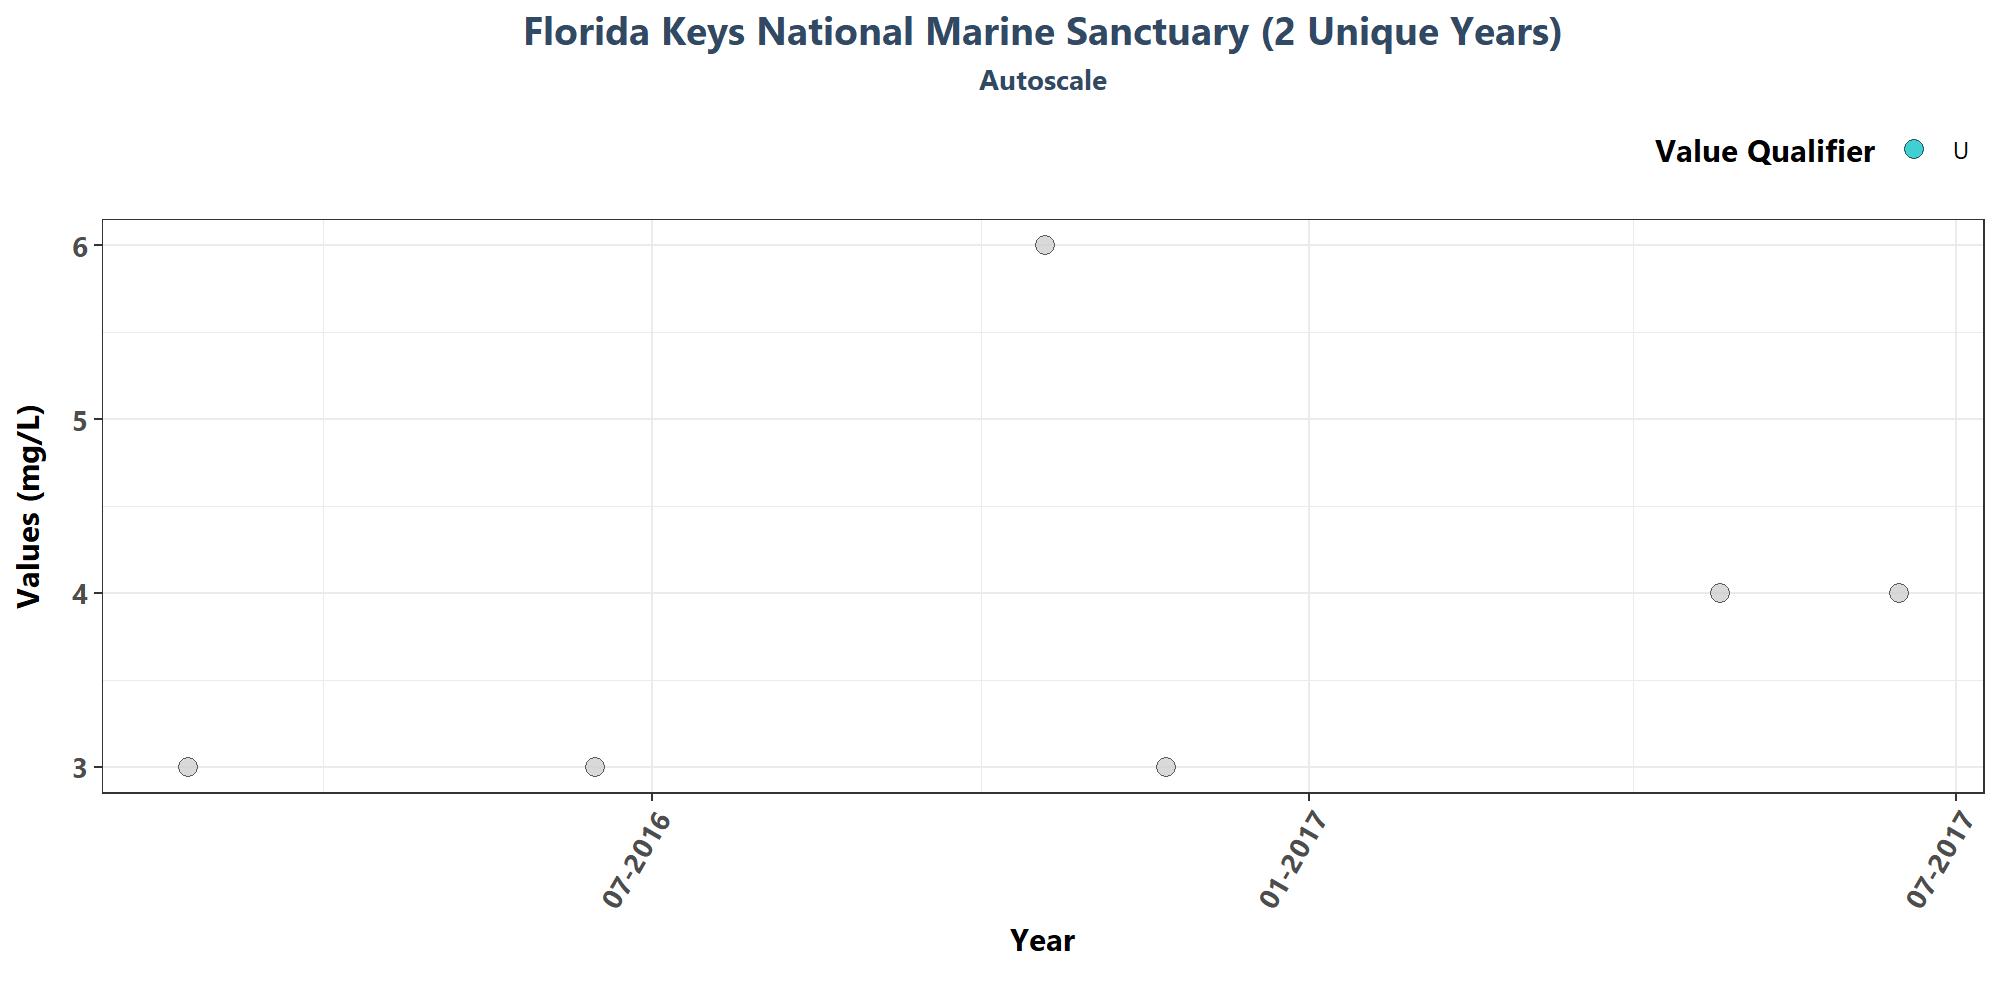 Florida Keys National Marine Sanctuary (2 Unique Years)
Autoscale
Value Qualifier U
6
5
4
3
Values (mg/L)
07-2016
01-2017
07-2017
Year